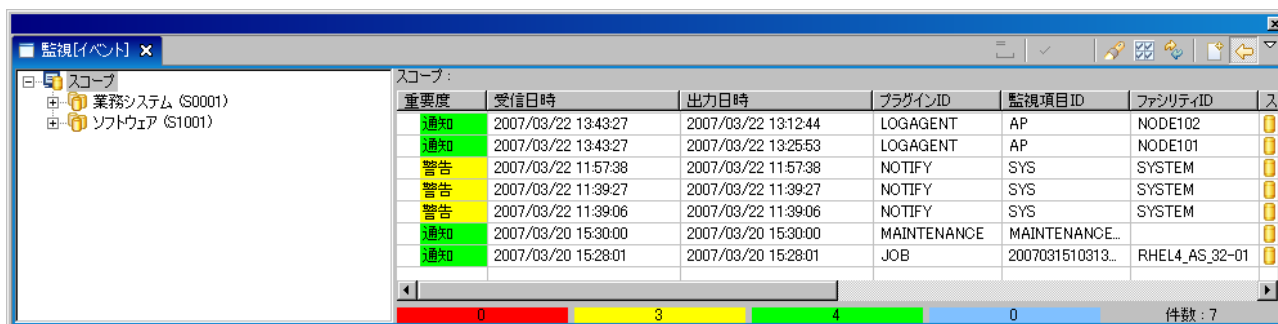 監視[イベント]
スコープ
業務システム (S0001)
ソフトウェア (S1001)
スコープ :
重要度 受信日時 出力日時 プラグインID 監視項目ID ファシリティID ス
通知 2007/03/22 13:43:27 2007/03/22 13:12:44 LOGAGENT AP NODE102
通知 2007/03/22 13:43:27 2007/03/22 13:25:53 LOGAGENT AP NODE101
警告 2007/03/22 11:57:38 2007/03/22 11:57:38 NOTIFY SYS SYSTEM
警告 2007/03/22 11:39:27 2007/03/22 11:39:27 NOTIFY SYS SYSTEM
警告 2007/03/22 11:39:06 2007/03/22 11:39:06 NOTIFY SYS SYSTEM
通知 2007/03/20 15:30:00 2007/03/20 15:30:00 MAINTENANCE MAINTENANCE...
通知 2007/03/20 15:28:01 2007/03/20 15:28:01 JOB 2007031510313... RHEL4_AS_32-01
0 3 4 0 件数 : 7